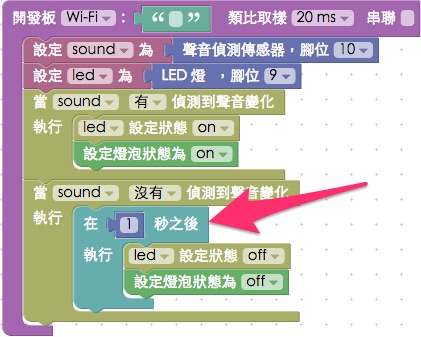 開發板 Wi-Fi : “ ” 類比取樣 20 ms 串聯
設定 sound 為 聲音偵測傳感器，腳位 10
設定 led 為 LED 燈 ，腳位 9
當 sound 有 偵測到聲音變化
執行 led 設定狀態 on
設定燈泡狀態為 on
當 sound 沒有 偵測到聲音變化
執行 在 1 秒之後
執行 led 設定狀態 off
設定燈泡狀態為 off